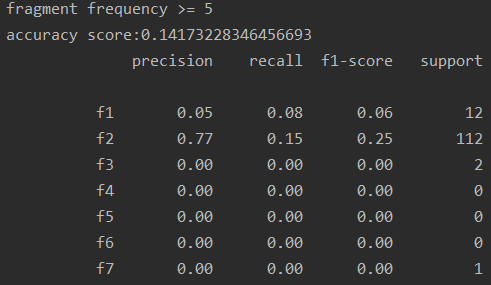 fragment frequency >= 5
accuracy score:0.14173228346456693
precision recall f1-score support
f1 0.05 0.08 0.06 12
f2 0.77 0.15 0.25 112
f3 0.00 0.00 0.00 2
f4 0.00 0.00 0.00 0
f5 0.00 0.00 0.00 0
f6 0.00 0.00 0.00 0
f7 0.00 0.00 0.00 1